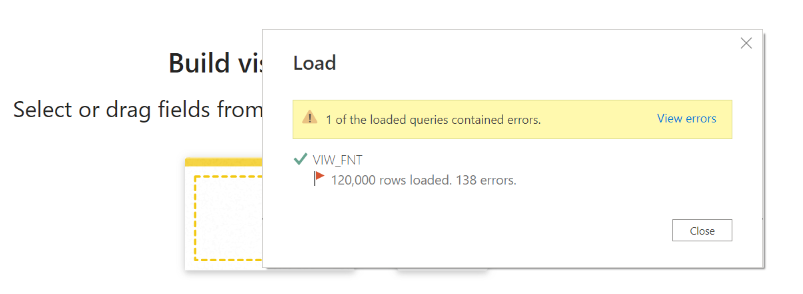 Build vis
Select or drag fields from
Load
1 of the loaded queries contained errors.
View errors
VIW_FNT
120,000 rows loaded. 138 errors.
Close